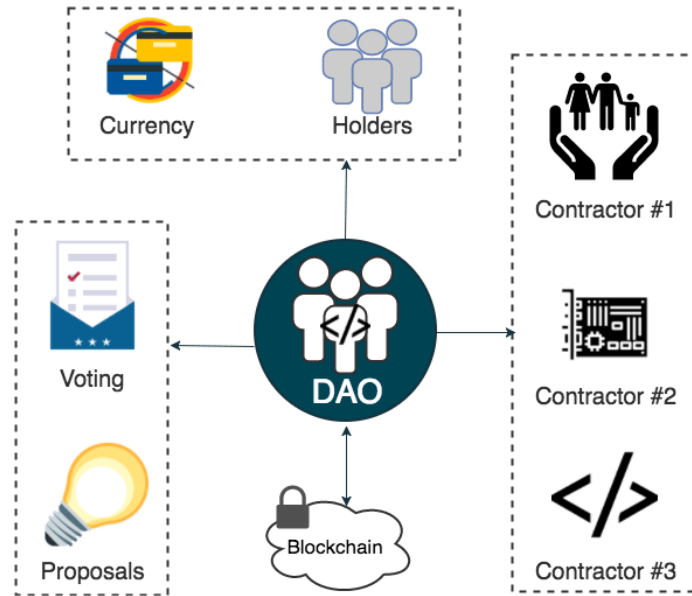 Currency
Holders
Contractor #1
Voting
DAO
Contractor #2
Blockchain
Proposals
Contractor #3